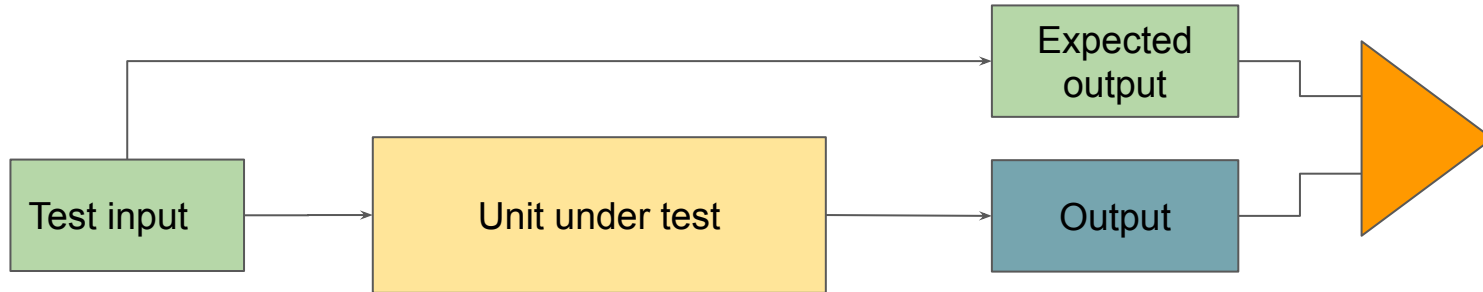 Expected
output
Test input
Unit under test
Output